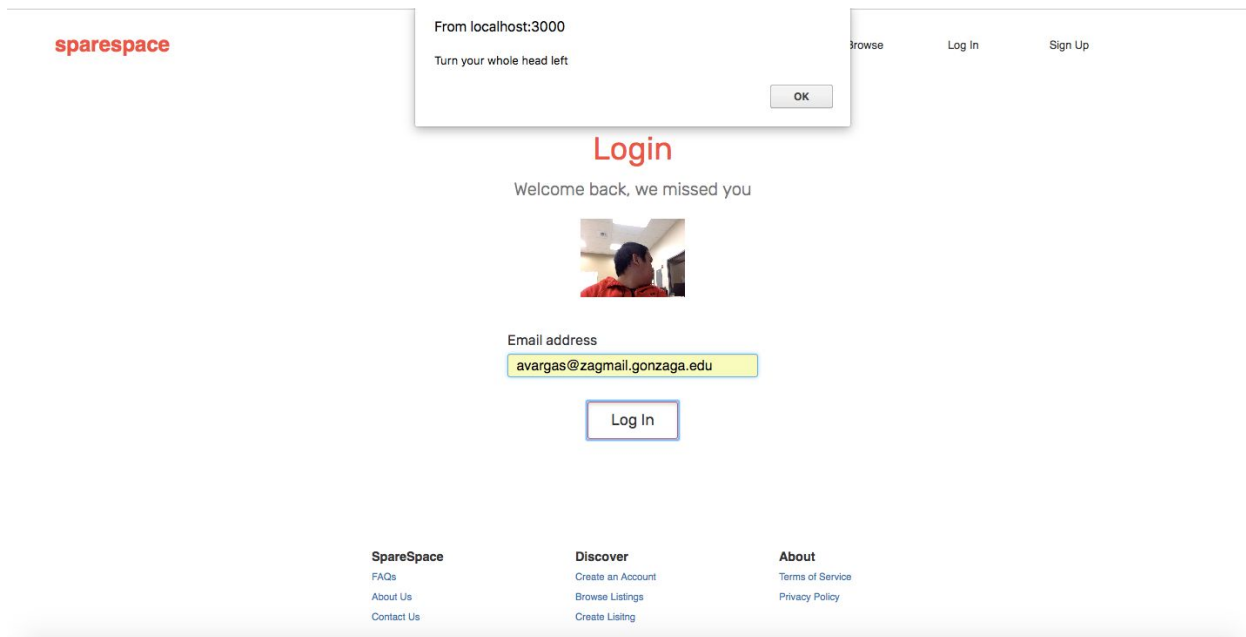 From localhost:3000
Turn your whole head left
OK
sparespace
Browse Log In Sign Up
Login
Welcome back, we missed you
Email address
avargas@zagmail.gonzaga.edu
Log In
SpareSpace Discover About
FAQs Create an Account Terms of Service
About Us Browse Listings Privacy Policy
Contact Us Create Lisitng